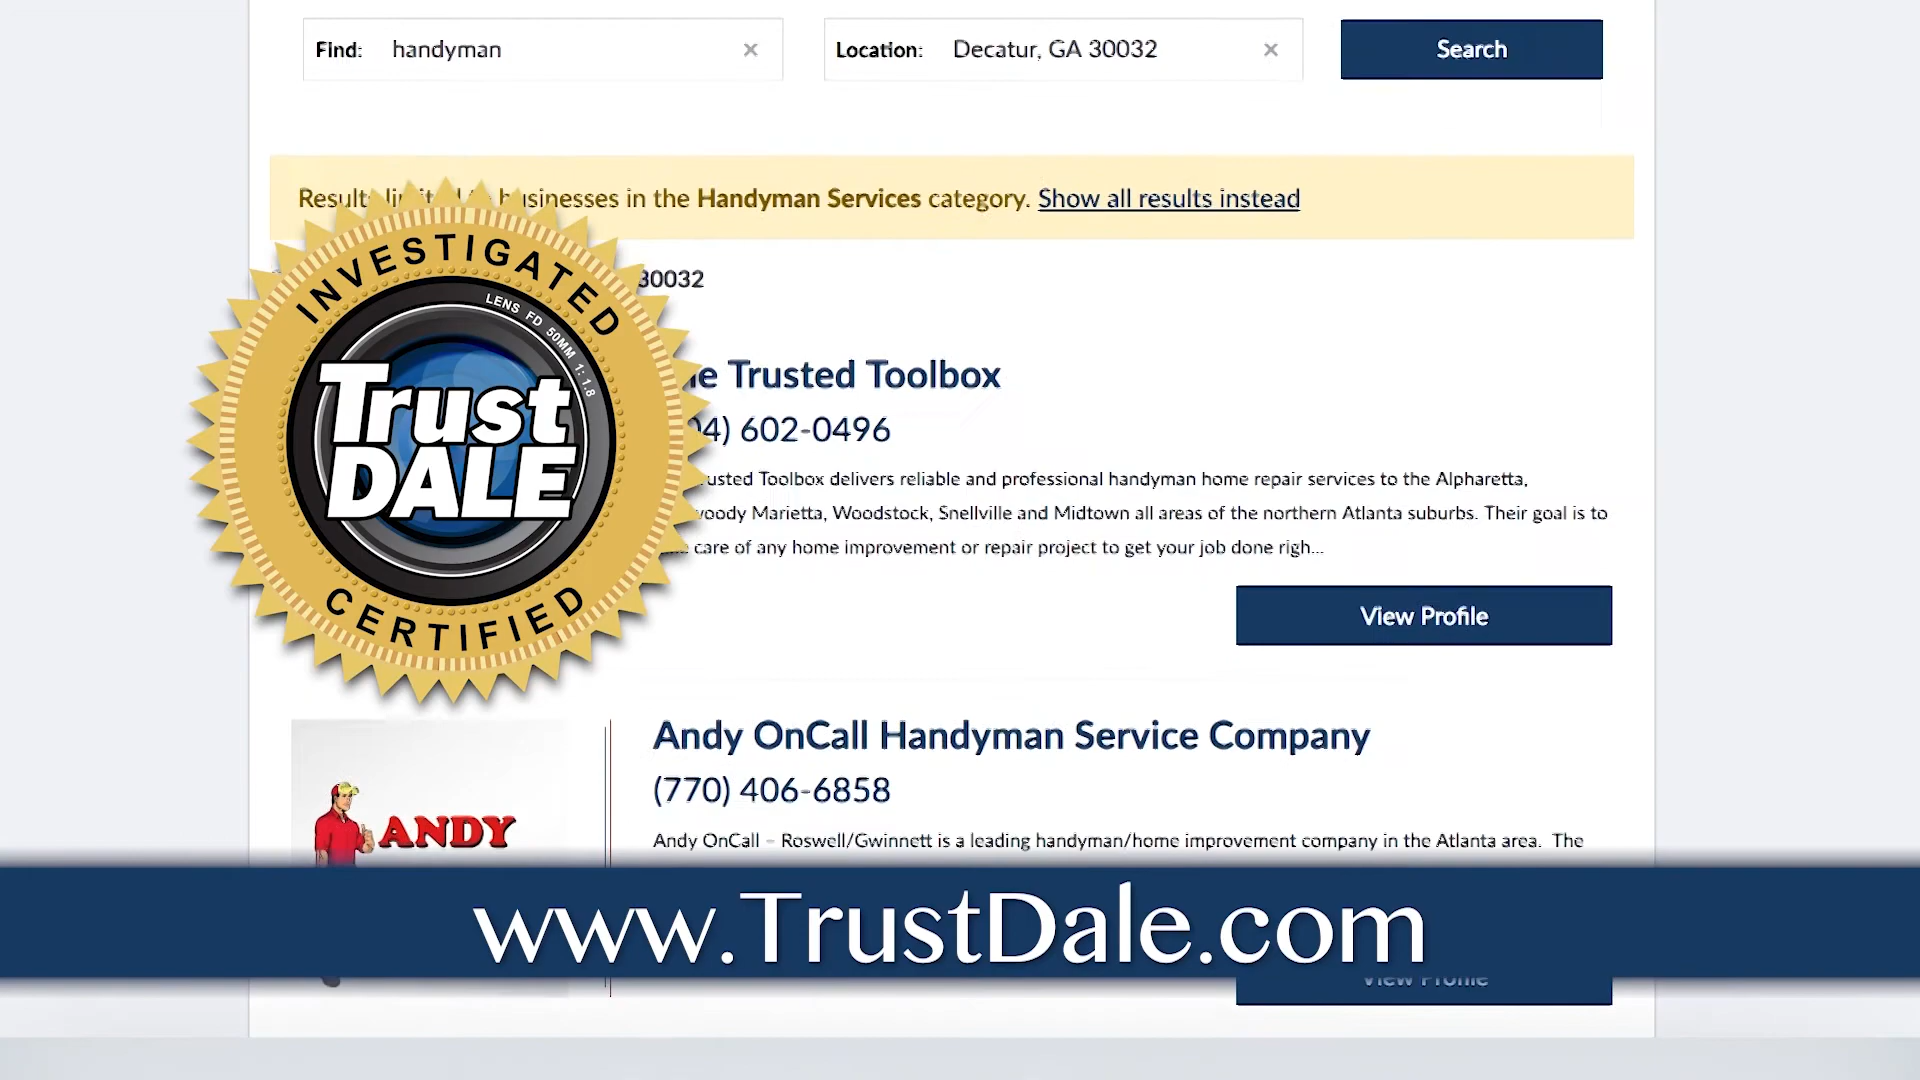 Find: handyman
Location: Decatur, GA 30032
Search
businesses in the Handyman Services category. Show all results instead
30032
INVESTIGATED
LENS FD 50MM 1: 1.8
Trust
DALE
CERTIFIED
Trusted Toolbox
602-0496
Toolbox delivers reliable and professional handyman home repair services to the Alpharetta,
Marietta, Woodstock, Snellville and Midtown all areas of the northern Atlanta suburbs. Their goal is to
care of any home improvement or repair project to get your job done righ...
View Profile
Andy OnCall Handyman Service Company
(770) 406-6858
Andy OnCall – Roswell/Gwinnett is a leading handyman/home improvement company in the Atlanta area. The
ANDY
www.TrustDale.com
View Profile